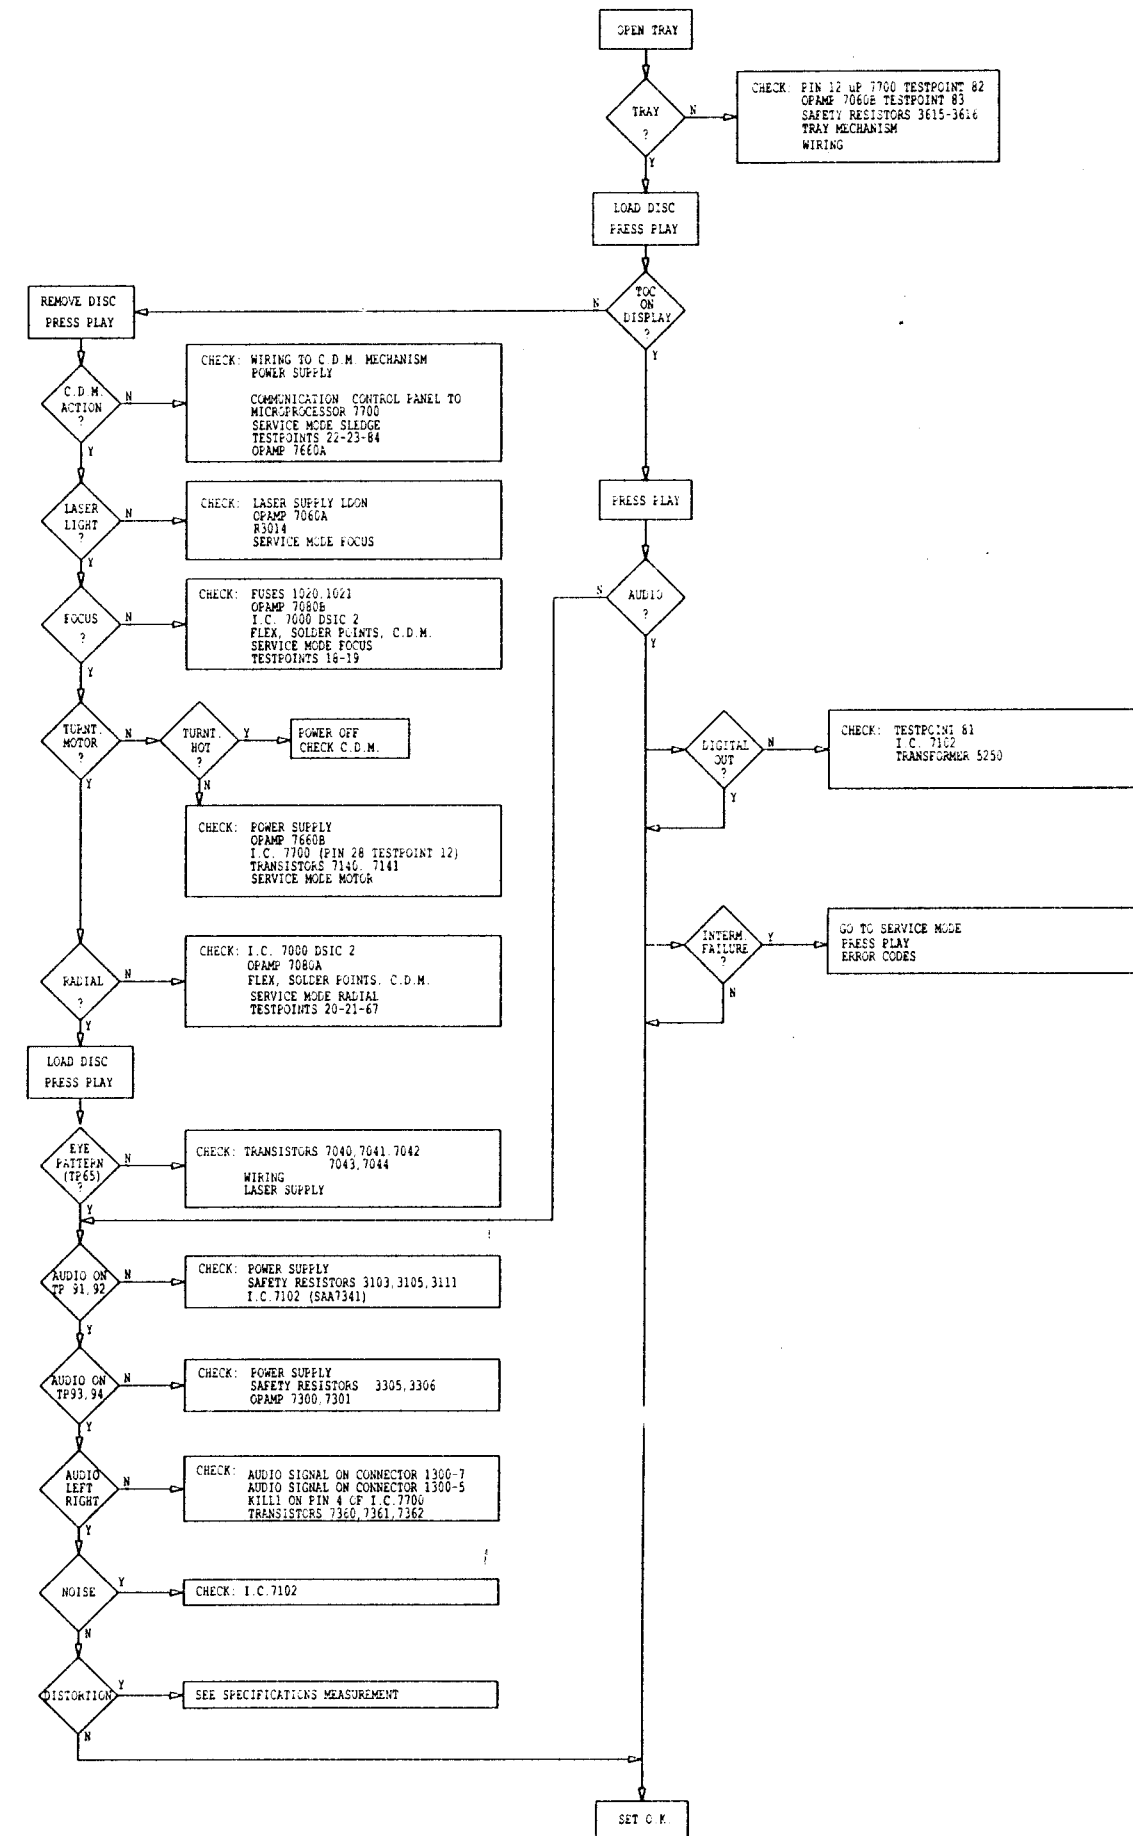 OPEN TRAY
TRAY
?
N
Y
CHECK: PIN 12 uP 7700 TESTPOINT 82
OPAMP 7060B TESTPOINT 83
SAFETY RESISTORS 3615-3616
TRAY MECHANISM
WIRING
LOAD DISC
PRESS PLAY
TOC
ON
DISPLAY
?
N
Y
REMOVE DISC
PRESS PLAY
C.D.M.
ACTION
?
N
Y
CHECK: WIRING TO C.D.M. MECHANISM
POWER SUPPLY
COMMUNICATION CONTROL PANEL TO
MICROPROCESSOR 7700
SERVICE MODE SLEDGE
TESTPOINTS 22-23-84
OPAMP 7660A
LASER
LIGHT
?
N
Y
CHECK: LASER SUPPLY LDON
OPAMP 7060A
R3014
SERVICE MODE FOCUS
PRESS PLAY
FOCUS
?
N
Y
CHECK: FUSES 1020,1021
OPAMP 7080B
I.C. 7000 DSIC 2
FLEX, SOLDER POINTS, C.D.M.
SERVICE MODE FOCUS
TESTPOINTS 18-19
AUDIO
?
N
Y
TURNT.
MOTOR
?
N
Y
TURNT.
HOT
?
Y
N
POWER OFF
CHECK C.D.M.
CHECK: POWER SUPPLY
OPAMP 7660B
I.C. 7700 (PIN 28 TESTPOINT 12)
TRANSISTORS 7140, 7141
SERVICE MODE MOTOR
DIGITAL
OUT
?
N
Y
CHECK: TESTPOINT 81
I.C. 7102
TRANSFORMER 5250
INTERM.
FAILURE
?
Y
N
GO TO SERVICE MODE
PRESS PLAY
ERROR CODES
RADIAL
?
N
Y
CHECK: I.C. 7000 DSIC 2
OPAMP 7080A
FLEX, SOLDER POINTS, C.D.M.
SERVICE MODE RADIAL
TESTPOINTS 20-21-67
LOAD DISC
PRESS PLAY
EYE
PATTERN
(TP65)
?
N
Y
CHECK: TRANSISTORS 7040,7041,7042
7043,7044
WIRING
LASER SUPPLY
AUDIO ON
TP 91,92
N
Y
CHECK: POWER SUPPLY
SAFETY RESISTORS 3103,3105,3111
I.C.7102 (SAA7341)
AUDIO ON
TP93,94
N
Y
CHECK: POWER SUPPLY
SAFETY RESISTORS 3305,3306
OPAMP 7300,7301
AUDIO
LEFT
RIGHT
N
Y
CHECK: AUDIO SIGNAL ON CONNECTOR 1300-7
AUDIO SIGNAL ON CONNECTOR 1300-5
KILL1 ON PIN 4 OF I.C.7700
TRANSISTORS 7360,7361,7362
NOISE
Y
N
CHECK: I.C.7102
DISTORTION
Y
N
SEE SPECIFICATIONS MEASUREMENT
SET O.K.